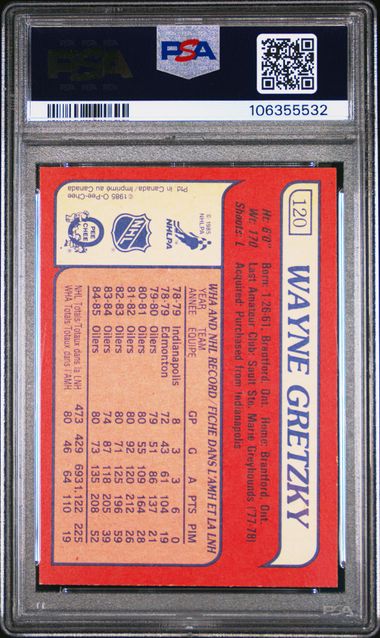 PSA
PSA
106355532
120
WAYNE GRETZKY
Ht: 6'0" Born: 1-26-61, Brantford, Ont. Home: Brantford, Ont.
Wt: 170 Last Amateur Club: Sault Ste. Marie Greyhounds ('77-78)
Shoots: L Acquired: Purchased from Indianapolis
© 1985 NHLPA
NHLPA
NHL
O PEE CHEE
©1985 O-Pee-Chee
Ptd. in Canada/Imprimé au Canada
WHA AND NHL RECORD/FICHE DANS L'AMH ET LA LNH
YEAR TEAM GP G A PTS PIM
ANNÉE ÉQUIPE
78-79 Indianapolis 8 3 3 6 0
78-79 Edmonton 72 43 61 104 19
79-80 Oilers 79 51 86 137 21
80-81 Oilers 80 55 109 164 28
81-82 Oilers 80 92 120 212 26
82-83 Oilers 80 71 125 196 59
83-84 Oilers 74 87 118 205 39
84-85 Oilers 80 73 135 208 52
NHL Totals/Totaux dans la LNH 473 429 693 1,122 225
WHA Totals/Totaux dans l'AMH 80 46 64 110 19
PSA